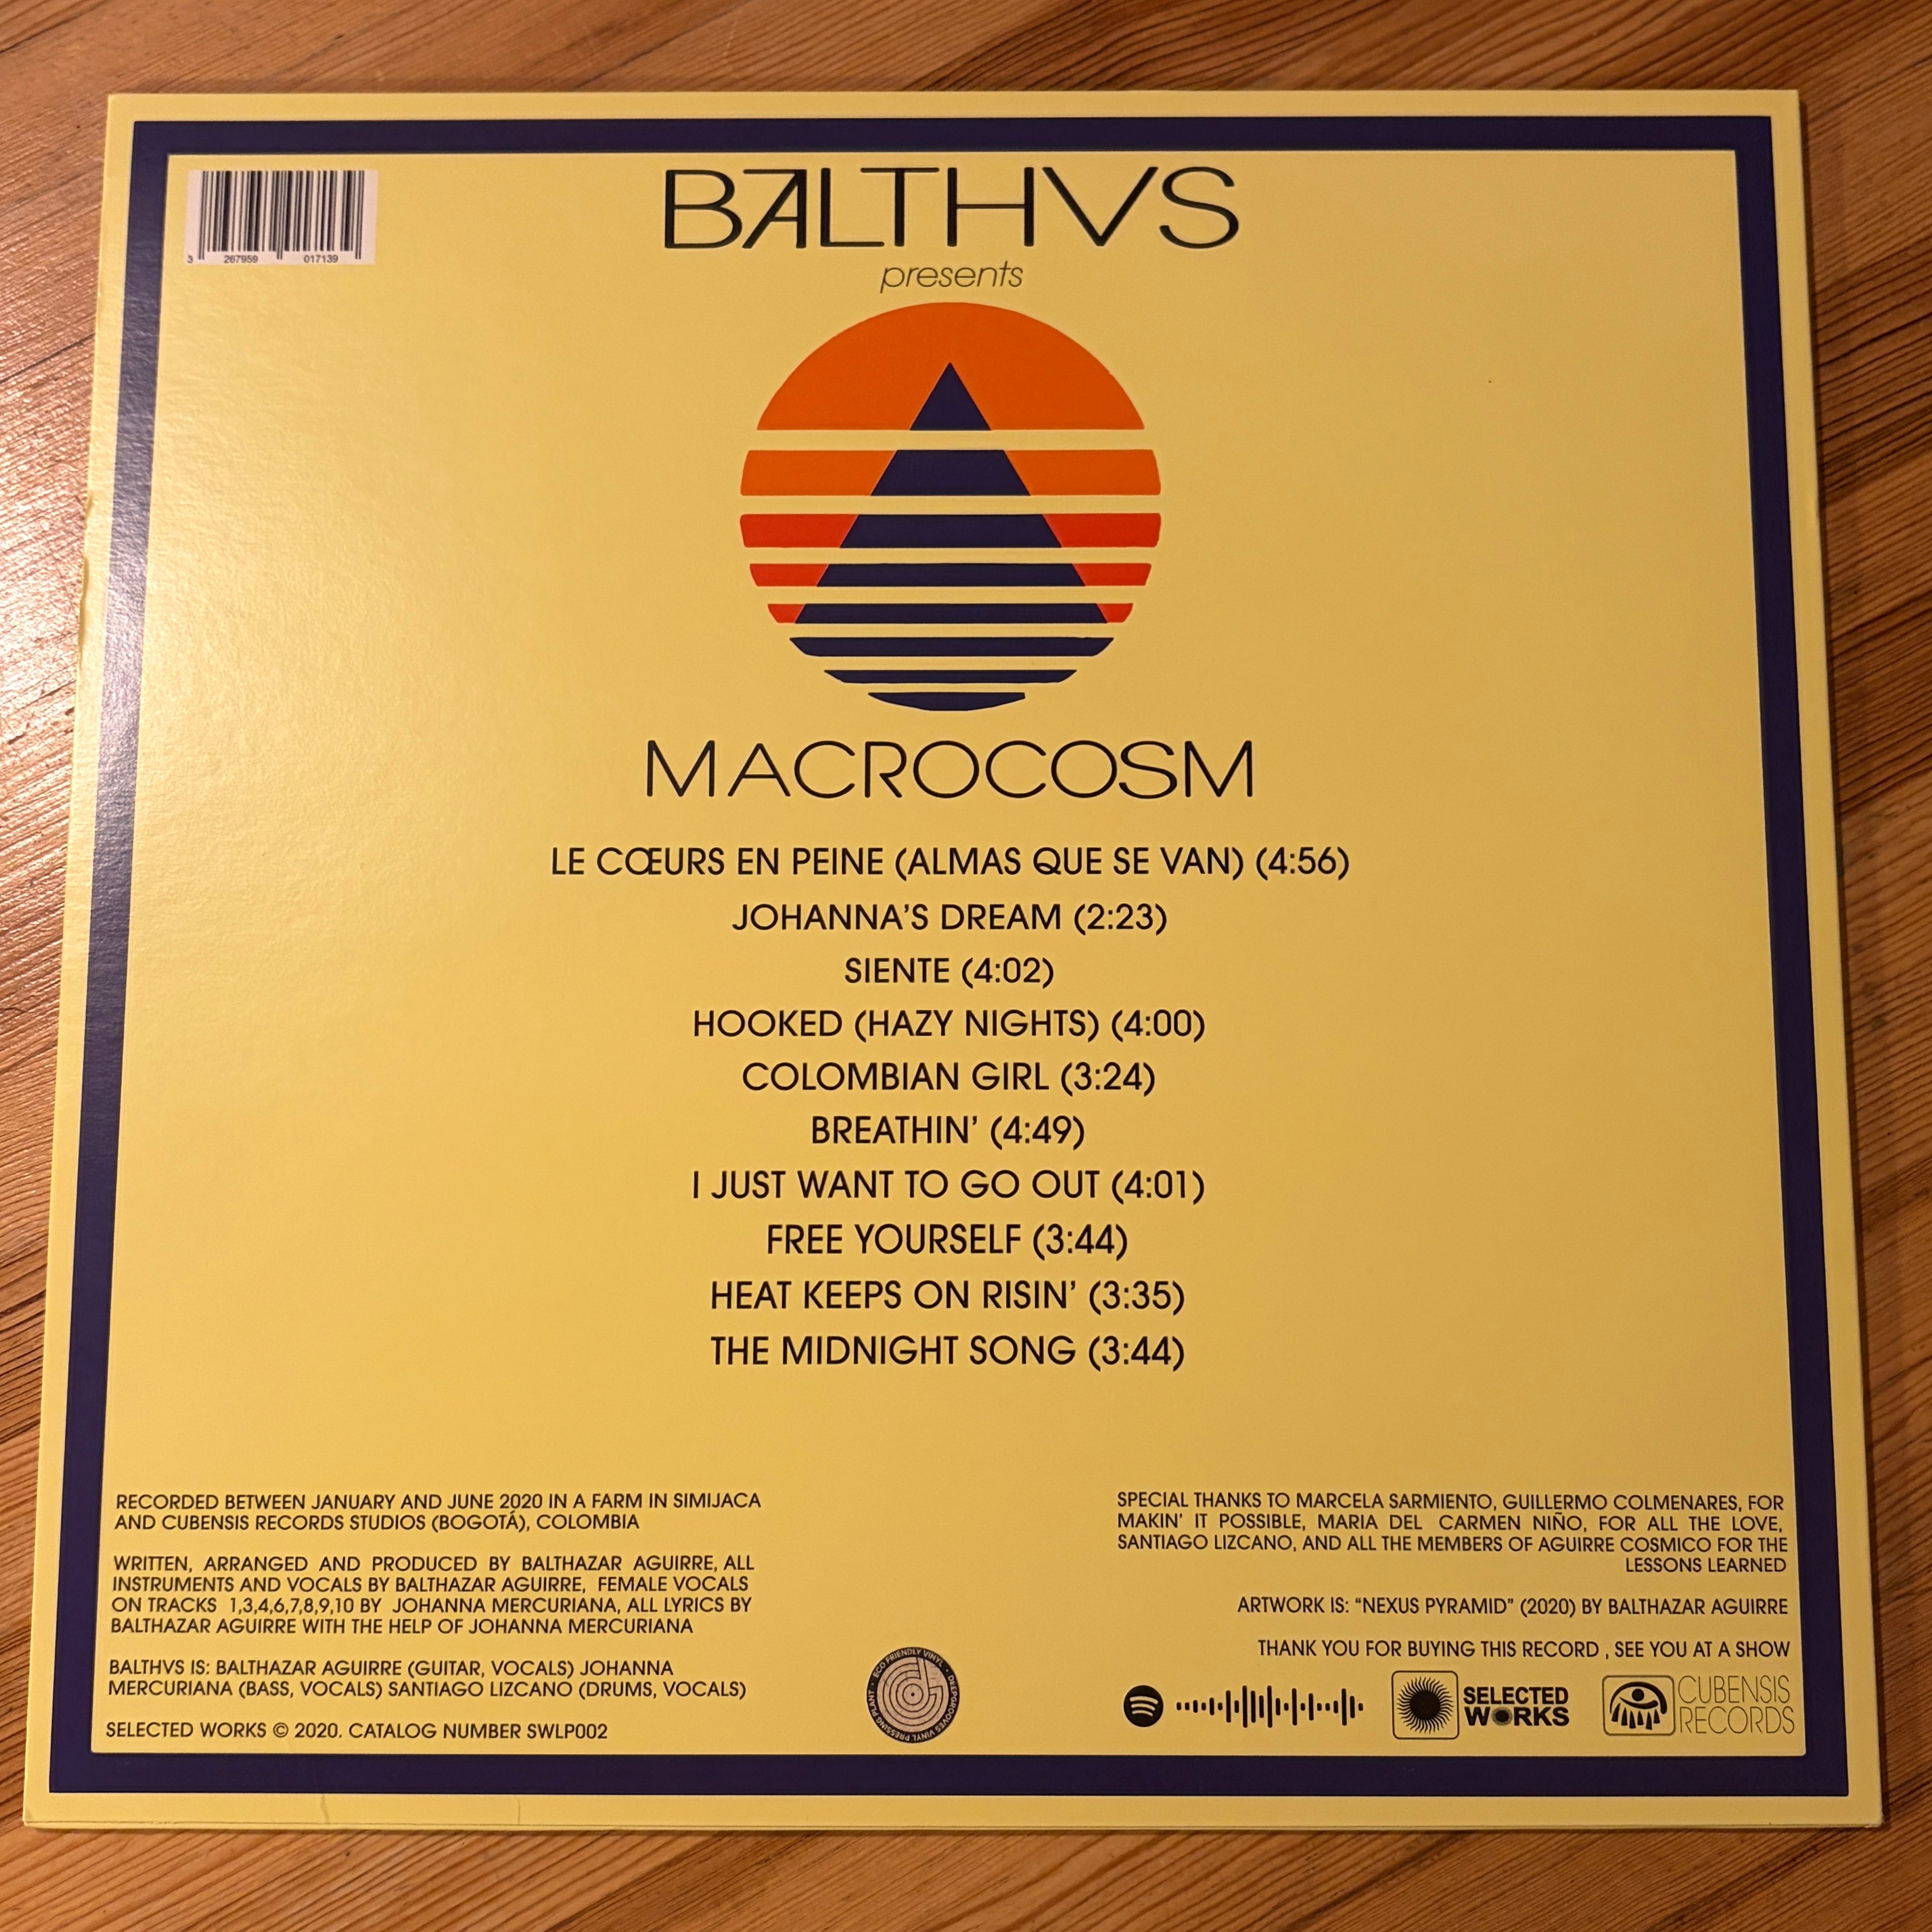 3 267959 017139
BALTHVS
presents
MACROCOSM
LE CŒURS EN PEINE (ALMAS QUE SE VAN) (4:56)
JOHANNA’S DREAM (2:23)
SIENTE (4:02)
HOOKED (HAZY NIGHTS) (4:00)
COLOMBIAN GIRL (3:24)
BREATHIN’ (4:49)
I JUST WANT TO GO OUT (4:01)
FREE YOURSELF (3:44)
HEAT KEEPS ON RISIN’ (3:35)
THE MIDNIGHT SONG (3:44)
RECORDED BETWEEN JANUARY AND JUNE 2020 IN A FARM IN SIMIJACA
AND CUBENSIS RECORDS STUDIOS (BOGOTÁ), COLOMBIA
WRITTEN, ARRANGED AND PRODUCED BY BALTHAZAR AGUIRRE, ALL
INSTRUMENTS AND VOCALS BY BALTHAZAR AGUIRRE, FEMALE VOCALS
ON TRACKS 1,3,4,6,7,8,9,10 BY JOHANNA MERCURIANA, ALL LYRICS BY
BALTHAZAR AGUIRRE WITH THE HELP OF JOHANNA MERCURIANA
BALTHVS IS: BALTHAZAR AGUIRRE (GUITAR, VOCALS) JOHANNA
MERCURIANA (BASS, VOCALS) SANTIAGO LIZCANO (DRUMS, VOCALS)
SELECTED WORKS © 2020. CATALOG NUMBER SWLP002
ECO FRIENDLY VINYL • DEEPGROOVES VINYL PRESSING PLANT •
SPECIAL THANKS TO MARCELA SARMIENTO, GUILLERMO COLMENARES, FOR
MAKIN’ IT POSSIBLE, MARIA DEL CARMEN NIÑO, FOR ALL THE LOVE,
SANTIAGO LIZCANO, AND ALL THE MEMBERS OF AGUIRRE COSMICO FOR THE
LESSONS LEARNED
ARTWORK IS: “NEXUS PYRAMID” (2020) BY BALTHAZAR AGUIRRE
THANK YOU FOR BUYING THIS RECORD , SEE YOU AT A SHOW
SELECTED
WORKS
CUBENSIS
RECORDS